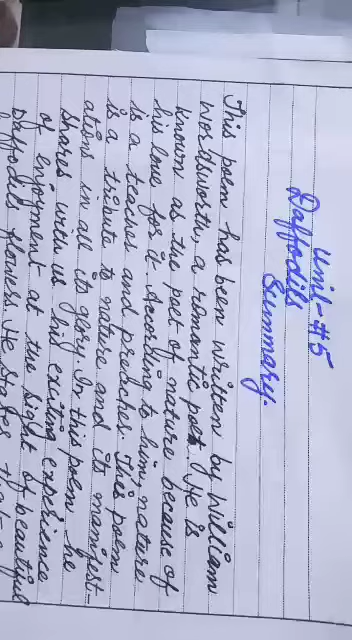 Unit-#5
Daffodils
Summary.
This poem has been written by William
Wordsworth, a romantic poet. He is
known as the poet of nature because of
his love for it. According to him nature
is a teacher and preacher. This poem
is a tribute to nature and its manifest-
ations in all its glory. In this poem he
shares with us his exiting experience
of enjoyment at the sight of beautiful
Daffodils flowers. He states that